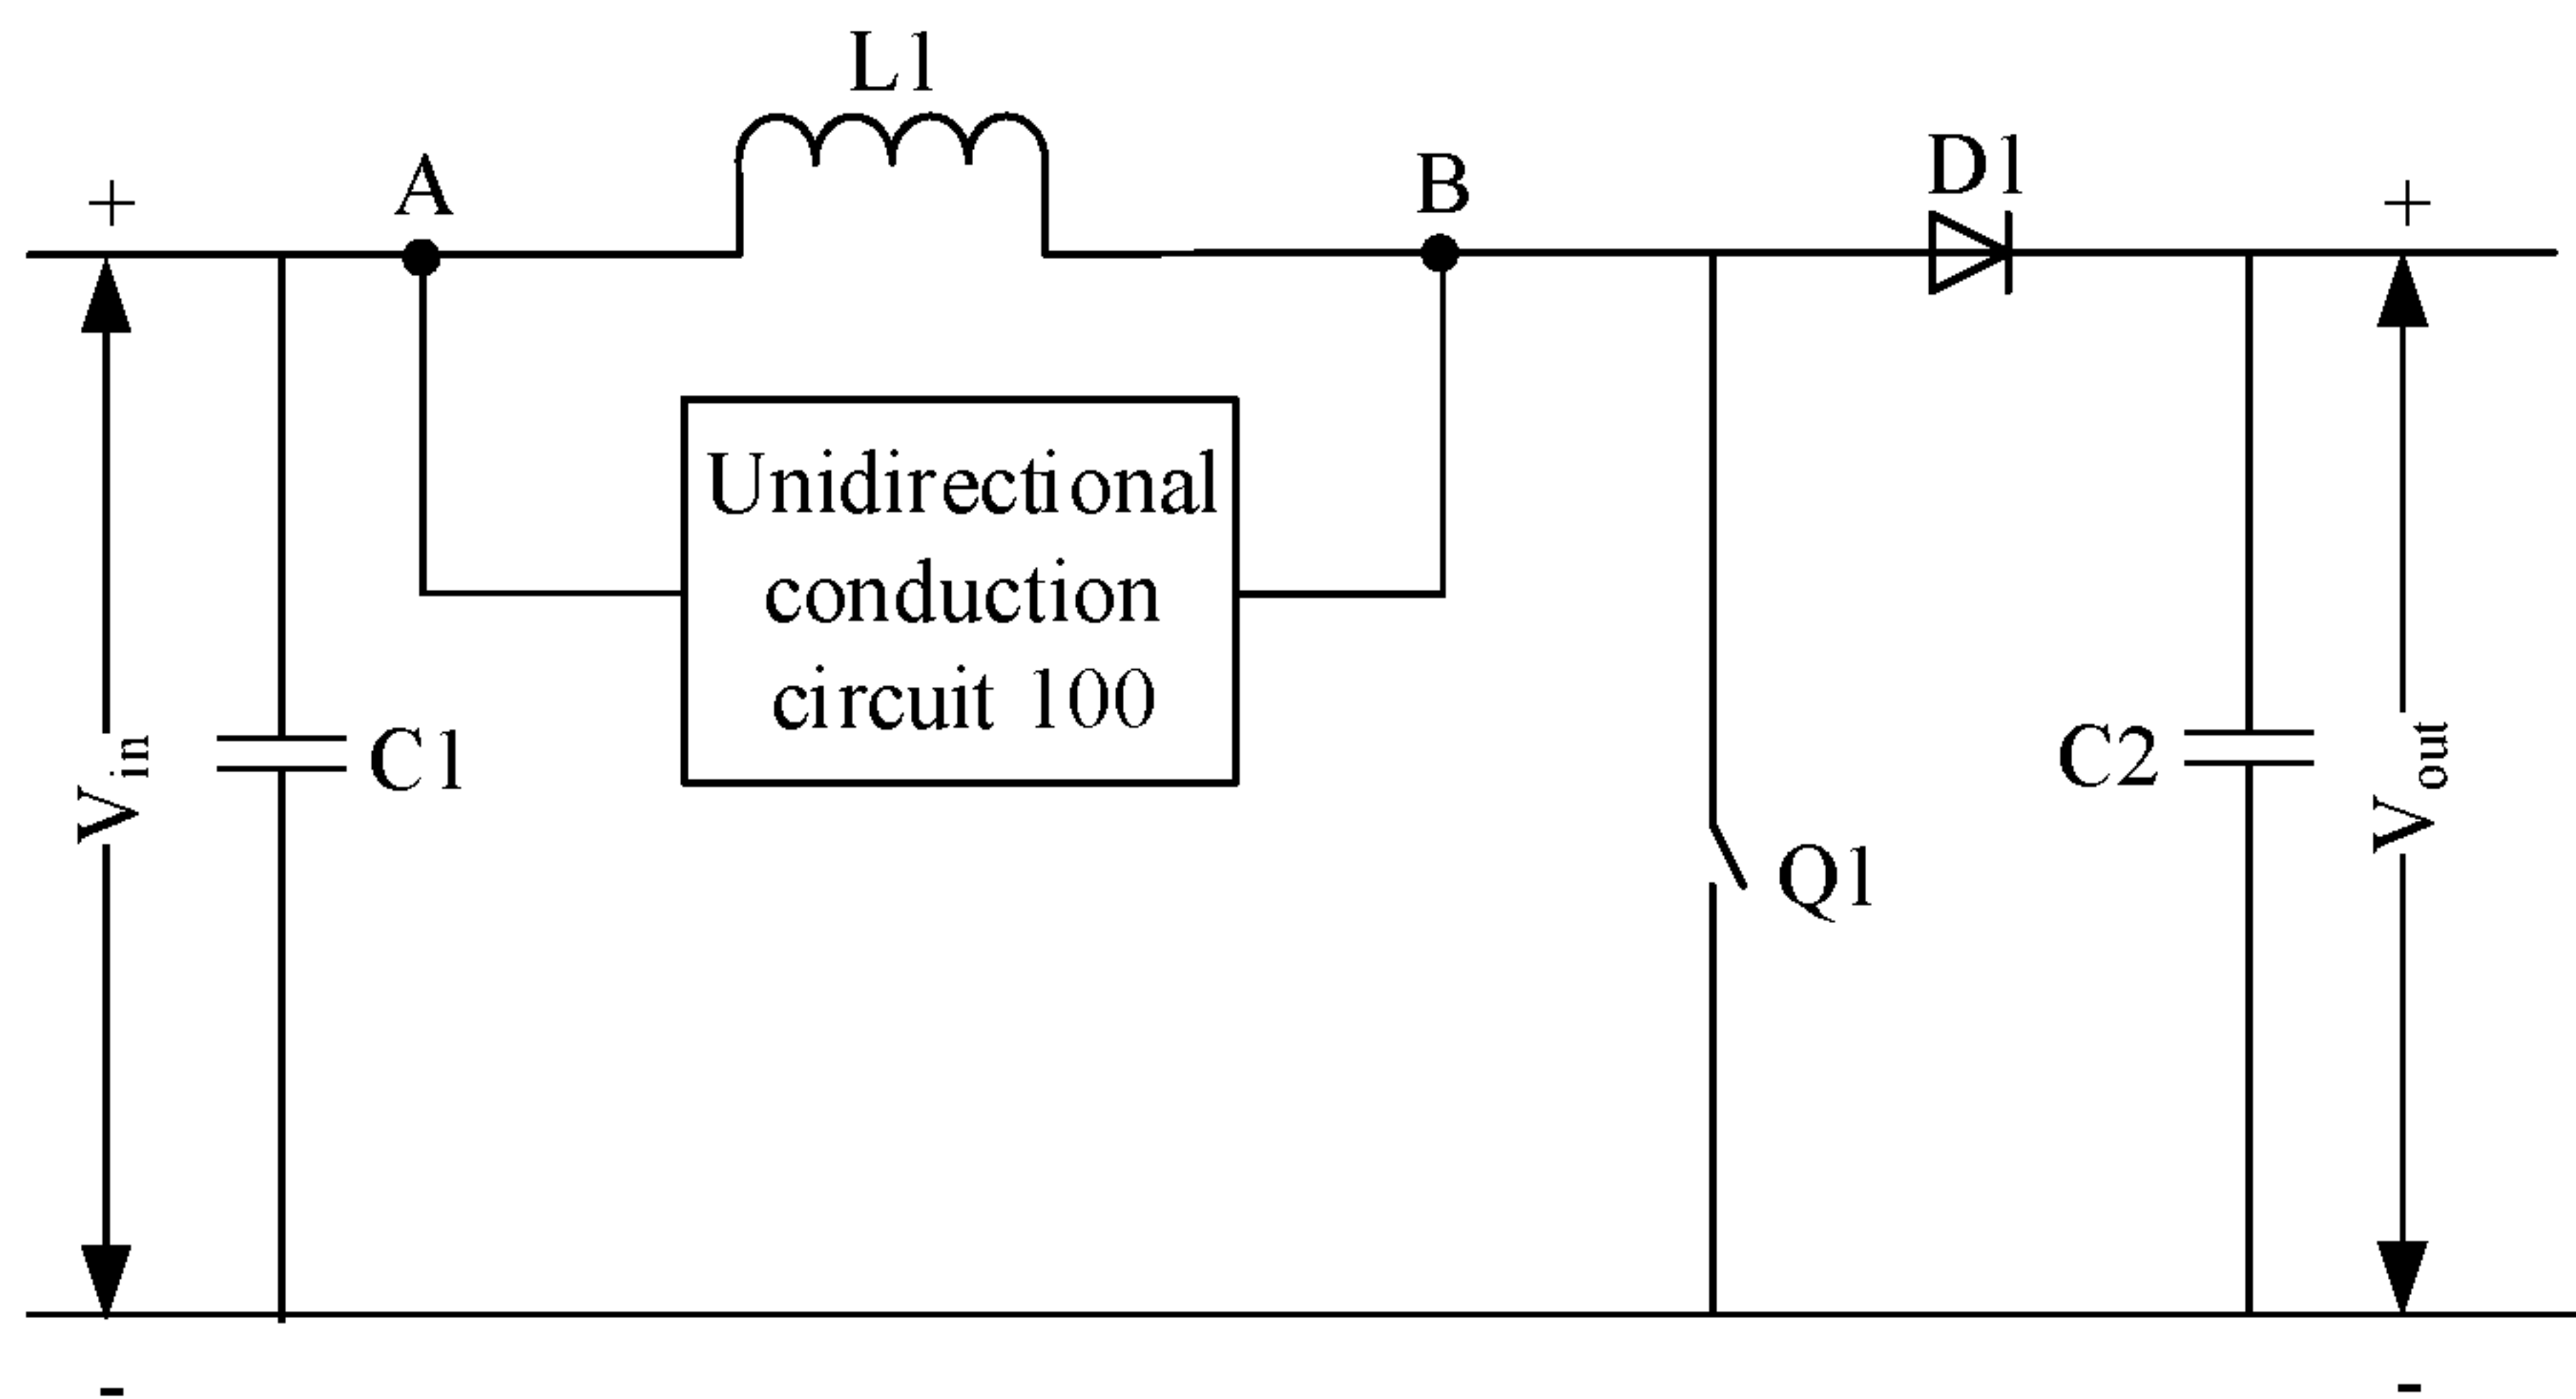 L1
A
B
D1
+
+
Unidirectional
conduction
circuit 100
Vin
C1
C2
Vout
Q1
-
-